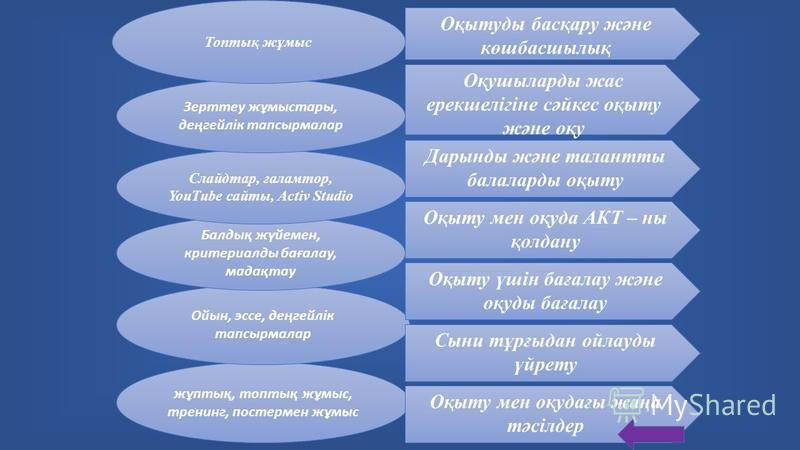 Топтық жұмыс
Зерттеу жұмыстары,
деңгейлік тапсырмалар
Слайдтар, ғаламтор,
YouTube сайты, Activ Studio
Балдық жүйемен,
критериалды бағалау,
мадақтау
Ойын, эссе, деңгейлік
тапсырмалар
жұптық, топтық жұмыс,
тренинг, постермен жұмыс
Оқытуды басқару және
көшбасшылық
Оқушыларды жас
ерекшелігіне сәйкес оқыту
және оқу
Дарынды және талантты
балаларды оқыту
Оқыту мен оқуда АКТ – ны
қолдану
Оқыту үшін бағалау және
оқуды бағалау
Сыни тұрғыдан ойлауды
үйрету
Оқыту мен оқудағы жаңа
тәсілдер
MyShared